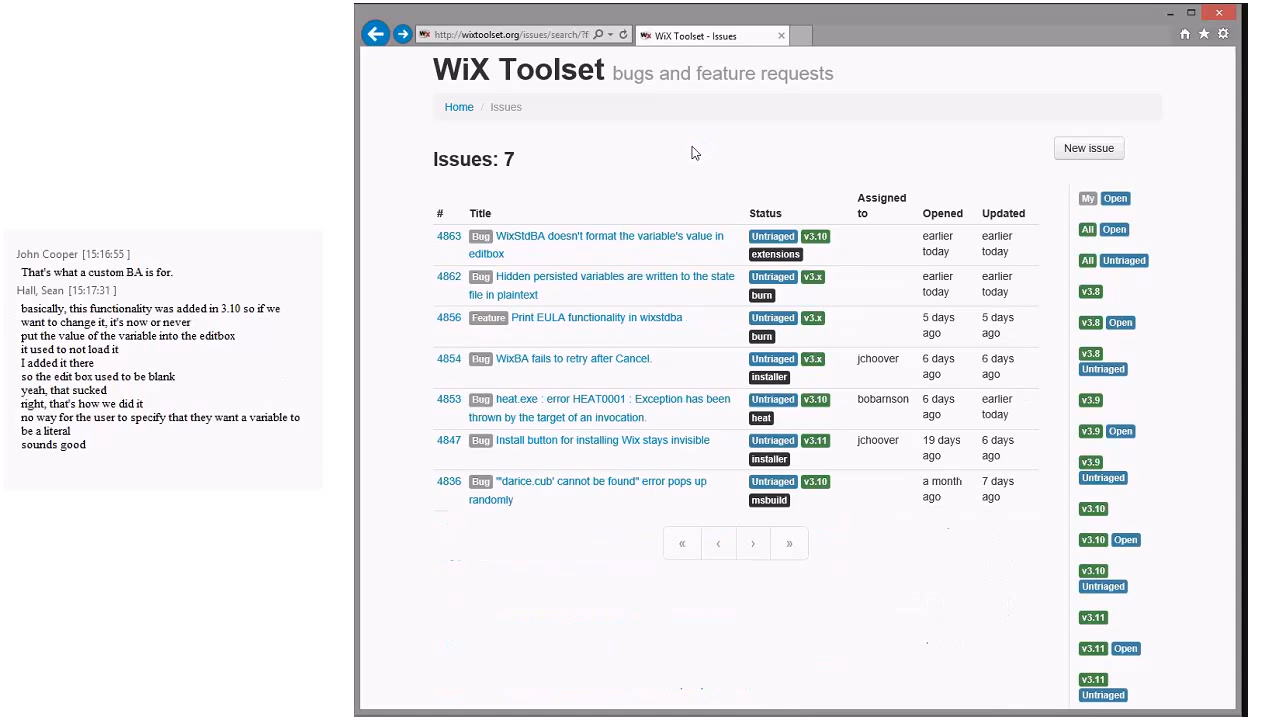 John Cooper [15:16:55 ]
That's what a custom BA is for.
Hall, Sean [15:17:31 ]
basically, this functionality was added in 3.10 so if we
want to change it, it's now or never
put the value of the variable into the editbox
it used to not load it
I added it there
so the edit box used to be blank
yeah, that sucked
right, that's how we did it
no way for the user to specify that they want a variable to
be a literal
sounds good
http://wixtoolset.org/issues/search/?f
WiX Toolset - Issues
WiX Toolset bugs and feature requests
Home / Issues
Issues: 7
New issue
# Title Status Assigned to Opened Updated
4863 Bug WixStdBA doesn't format the variable's value in Untriaged v3.10 earlier earlier
editbox extensions today today
4862 Bug Hidden persisted variables are written to the state Untriaged v3.x earlier earlier
file in plaintext burn today today
4856 Feature Print EULA functionality in wixstdba Untriaged v3.x 5 days 5 days
burn ago ago
4854 Bug WixBA fails to retry after Cancel. Untriaged v3.x jchoover 6 days 6 days
installer ago ago
4853 Bug heat.exe : error HEAT0001 : Exception has been Untriaged v3.10 bobarnson 6 days earlier
thrown by the target of an invocation. heat ago today
4847 Bug Install button for installing Wix stays invisible Untriaged v3.11 jchoover 19 days 6 days
installer ago ago
4836 Bug "'darice.cub' cannot be found" error pops up Untriaged v3.10 a month 7 days
randomly msbuild ago ago
« ‹ › »
My Open
All Open
All Untriaged
v3.8
v3.8 Open
v3.8
Untriaged
v3.9
v3.9 Open
v3.9
Untriaged
v3.10
v3.10 Open
v3.10
Untriaged
v3.11
v3.11 Open
v3.11
Untriaged